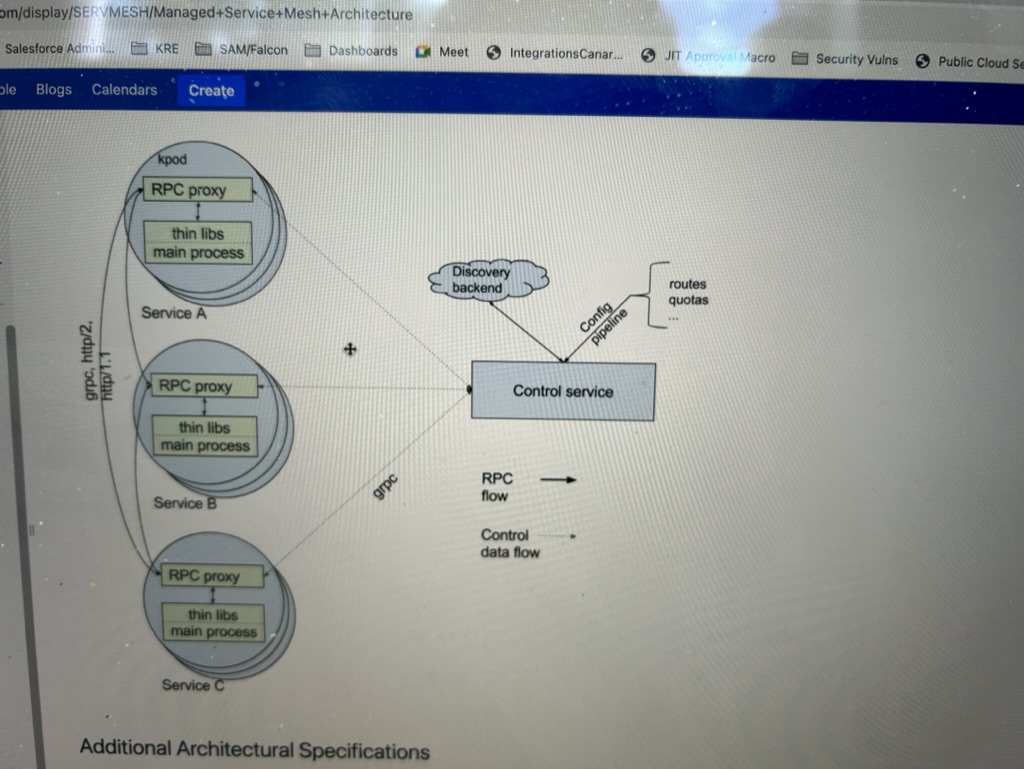 om/display/SERVMESH/Managed+Service+Mesh+Architecture
Salesforce Admini... KRE SAM/Falcon Dashboards Meet IntegrationsCanar... JIT Approval Macro Security Vulns Public Cloud Se
ple Blogs Calendars Create
kpod
RPC proxy
thin libs
main process
Service A
grpc, http/2,
http/1.1
RPC proxy
thin libs
main process
Service B
RPC proxy
thin libs
main process
Service C
grpc
Discovery
backend
Config
pipeline
routes
quotas
...
Control service
RPC
flow
Control
data flow
Additional Architectural Specifications